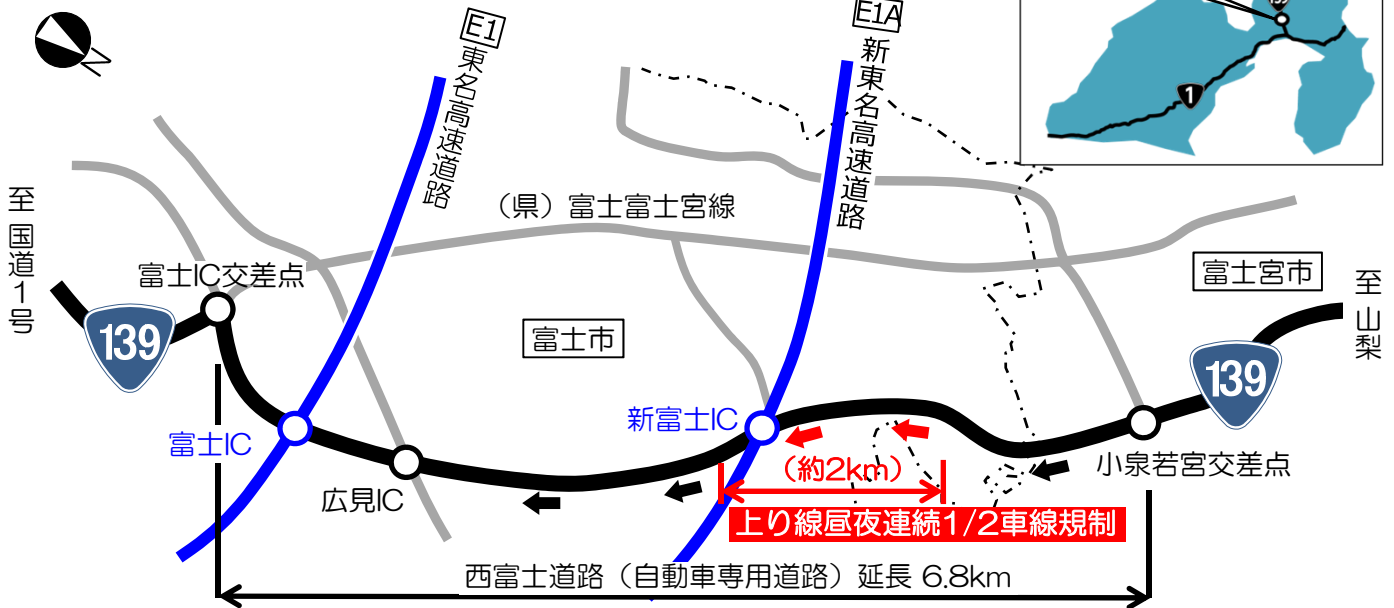 N
E1
東名高速道路
E1A
新東名高速道路
1
至 国道1号
（県）富士富士宮線
富士宮市
至 山梨
富士IC交差点
139
富士市
139
新富士IC
富士IC
（約2km）
小泉若宮交差点
広見IC
上り線昼夜連続1/2車線規制
西富士道路（自動車専用道路）延長 6.8km